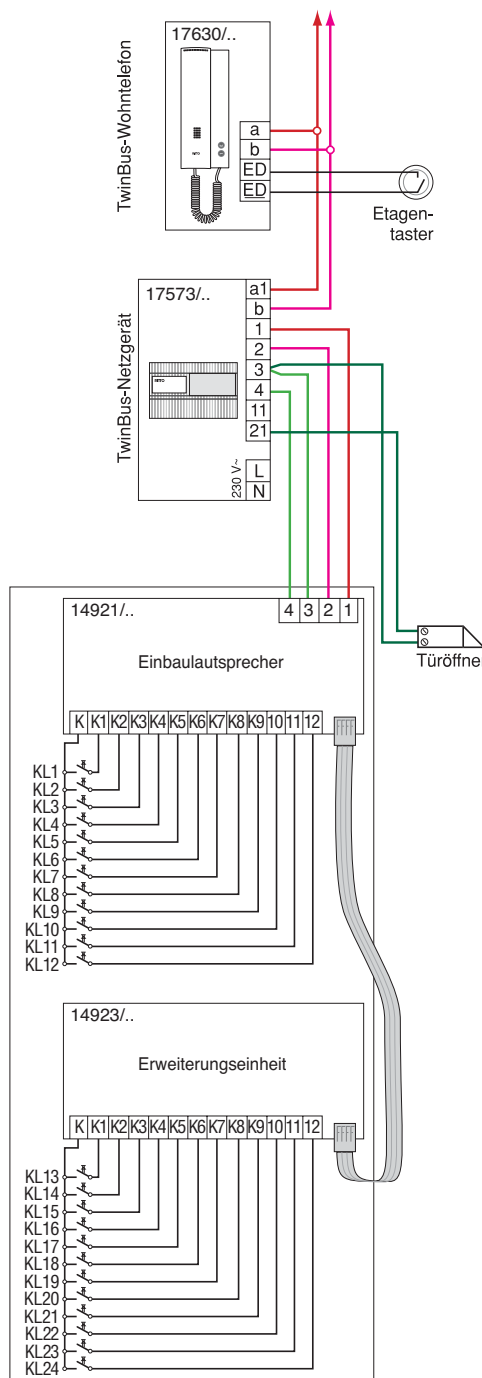 17630/..
TwinBus-Wohntelefon
a
b
ED
ED
RITTO
Etagen-
taster
17573/..
TwinBus-Netzgerät
a1
b
1
2
3
4
11
21
230 V~
L
N
RITTO
14921/..
4 3 2 1
Einbaulautsprecher
Türöffner
K K1 K2 K3 K4 K5 K6 K7 K8 K9 10 11 12
KL1
KL2
KL3
KL4
KL5
KL6
KL7
KL8
KL9
KL10
KL11
KL12
14923/..
Erweiterungseinheit
K K1 K2 K3 K4 K5 K6 K7 K8 K9 10 11 12
KL13
KL14
KL15
KL16
KL17
KL18
KL19
KL20
KL21
KL22
KL23
KL24